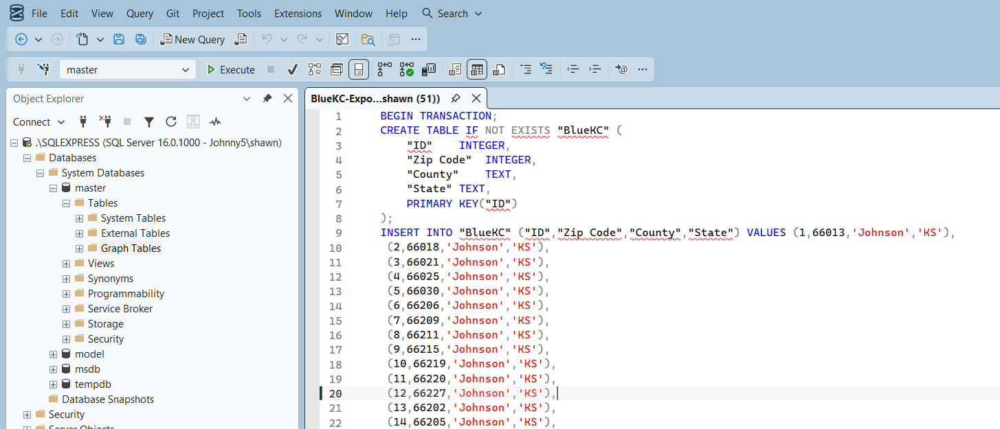 File Edit View Query Git Project Tools Extensions Window Help Search
New Query
master Execute
Object Explorer
Connect
.\SQLEXPRESS (SQL Server 16.0.1000 - Johnny5\shawn)
Databases
System Databases
master
Tables
System Tables
External Tables
Graph Tables
Views
Synonyms
Programmability
Service Broker
Storage
Security
model
msdb
tempdb
Database Snapshots
Security
Server Objects
BlueKC-Expo...shawn (51))
1 BEGIN TRANSACTION;
2 CREATE TABLE IF NOT EXISTS "BlueKC" (
3 "ID" INTEGER,
4 "Zip Code" INTEGER,
5 "County" TEXT,
6 "State" TEXT,
7 PRIMARY KEY("ID")
8 );
9 INSERT INTO "BlueKC" ("ID","Zip Code","County","State") VALUES (1,66013,'Johnson','KS'),
10 (2,66018,'Johnson','KS'),
11 (3,66021,'Johnson','KS'),
12 (4,66025,'Johnson','KS'),
13 (5,66030,'Johnson','KS'),
14 (6,66206,'Johnson','KS'),
15 (7,66209,'Johnson','KS'),
16 (8,66211,'Johnson','KS'),
17 (9,66215,'Johnson','KS'),
18 (10,66219,'Johnson','KS'),
19 (11,66220,'Johnson','KS'),
20 (12,66227,'Johnson','KS'),
21 (13,66202,'Johnson','KS'),
22 (14,66205,'Johnson','KS'),